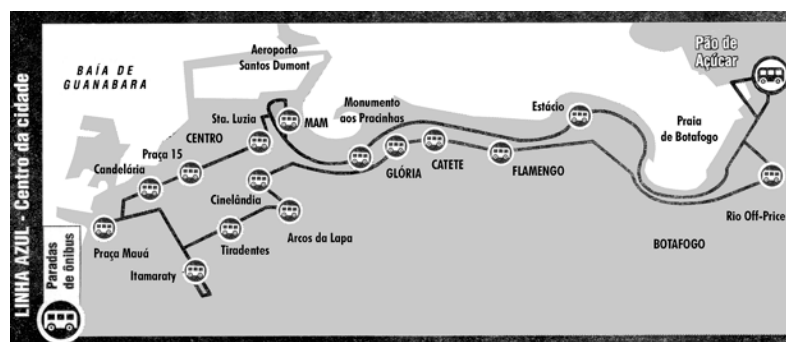 LINHA AZUL - Centro da cidade
Paradas
de ônibus
BAÍA DE
GUANABARA
Aeroporto
Santos Dumont
Pão de
Açúcar
Sta. Luzia
MAM
Monumento
aos Pracinhas
Estácio
Praia
de Botafogo
CENTRO
Praça 15
Candelária
Cinelândia
GLÓRIA
CATETE
FLAMENGO
Rio Off-Price
Praça Mauá
Itamaraty
Tiradentes
Arcos da Lapa
BOTAFOGO